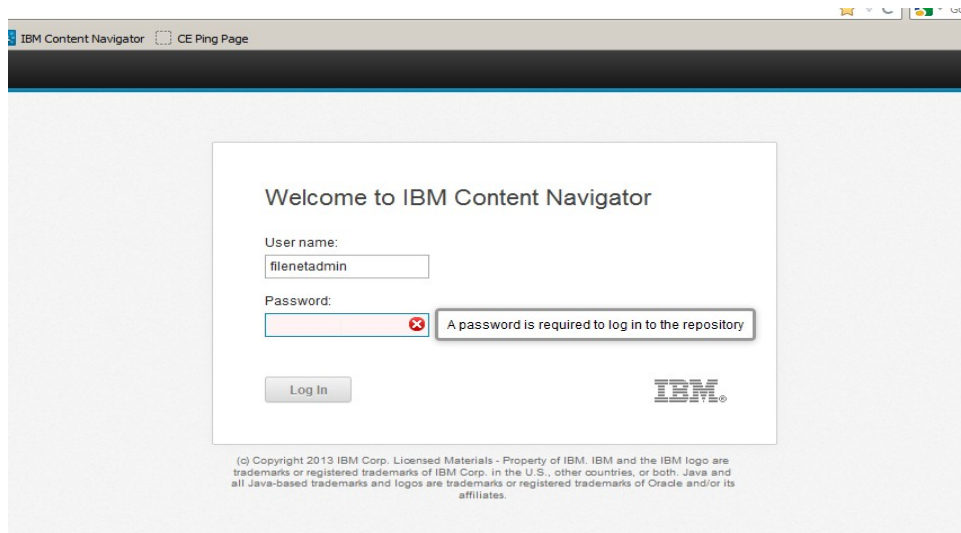 IBM Content Navigator CE Ping Page
Welcome to IBM Content Navigator
User name:
filenetadmin
Password:
A password is required to log in to the repository
Log In
IBM®
(c) Copyright 2013 IBM Corp. Licensed Materials - Property of IBM. IBM and the IBM logo are
trademarks or registered trademarks of IBM Corp. in the U.S., other countries, or both. Java and
all Java-based trademarks and logos are trademarks or registered trademarks of Oracle and/or its
affiliates.